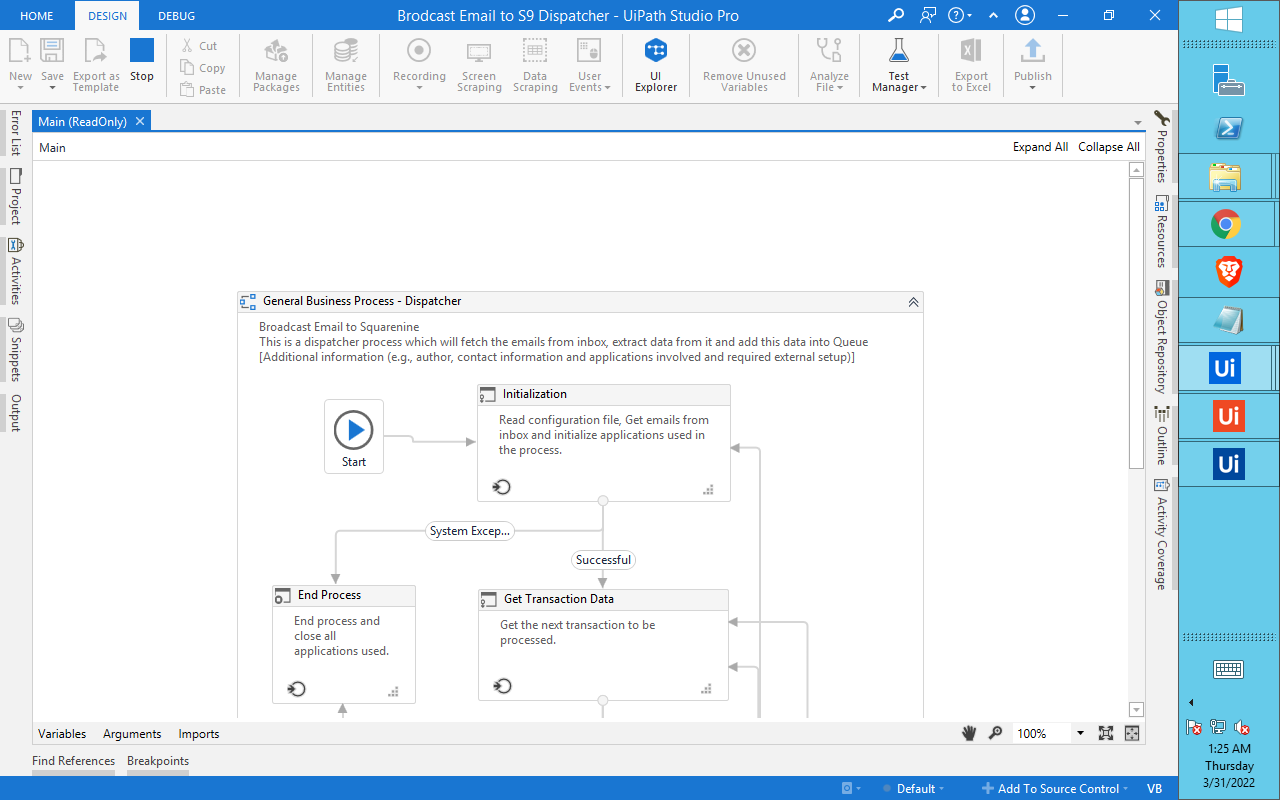 HOME DESIGN DEBUG Brodcast Email to S9 Dispatcher - UiPath Studio Pro
New Save Export as Template Stop
Cut
Copy
Paste
Manage Packages Manage Entities Recording Screen Scraping Data Scraping User Events UI Explorer Remove Unused Variables Analyze File Test Manager Export to Excel Publish
Main (ReadOnly)
Main Expand All Collapse All
Error List
Project
Activities
Snippets
Output
General Business Process - Dispatcher
Broadcast Email to Squarenine
This is a dispatcher process which will fetch the emails from inbox, extract data from it and add this data into Queue
[Additional information (e.g., author, contact information and applications involved and required external setup)]
Start
Initialization
Read configuration file, Get emails from
inbox and initialize applications used in
the process.
System Excep...
Successful
End Process
End process and
close all
applications used.
Get Transaction Data
Get the next transaction to be
processed.
Properties
Resources
Object Repository
Outline
Activity Coverage
Variables Arguments Imports 100%
Find References Breakpoints
Default Add To Source Control VB
Ui
Ui
Ui
1:25 AM
Thursday
3/31/2022